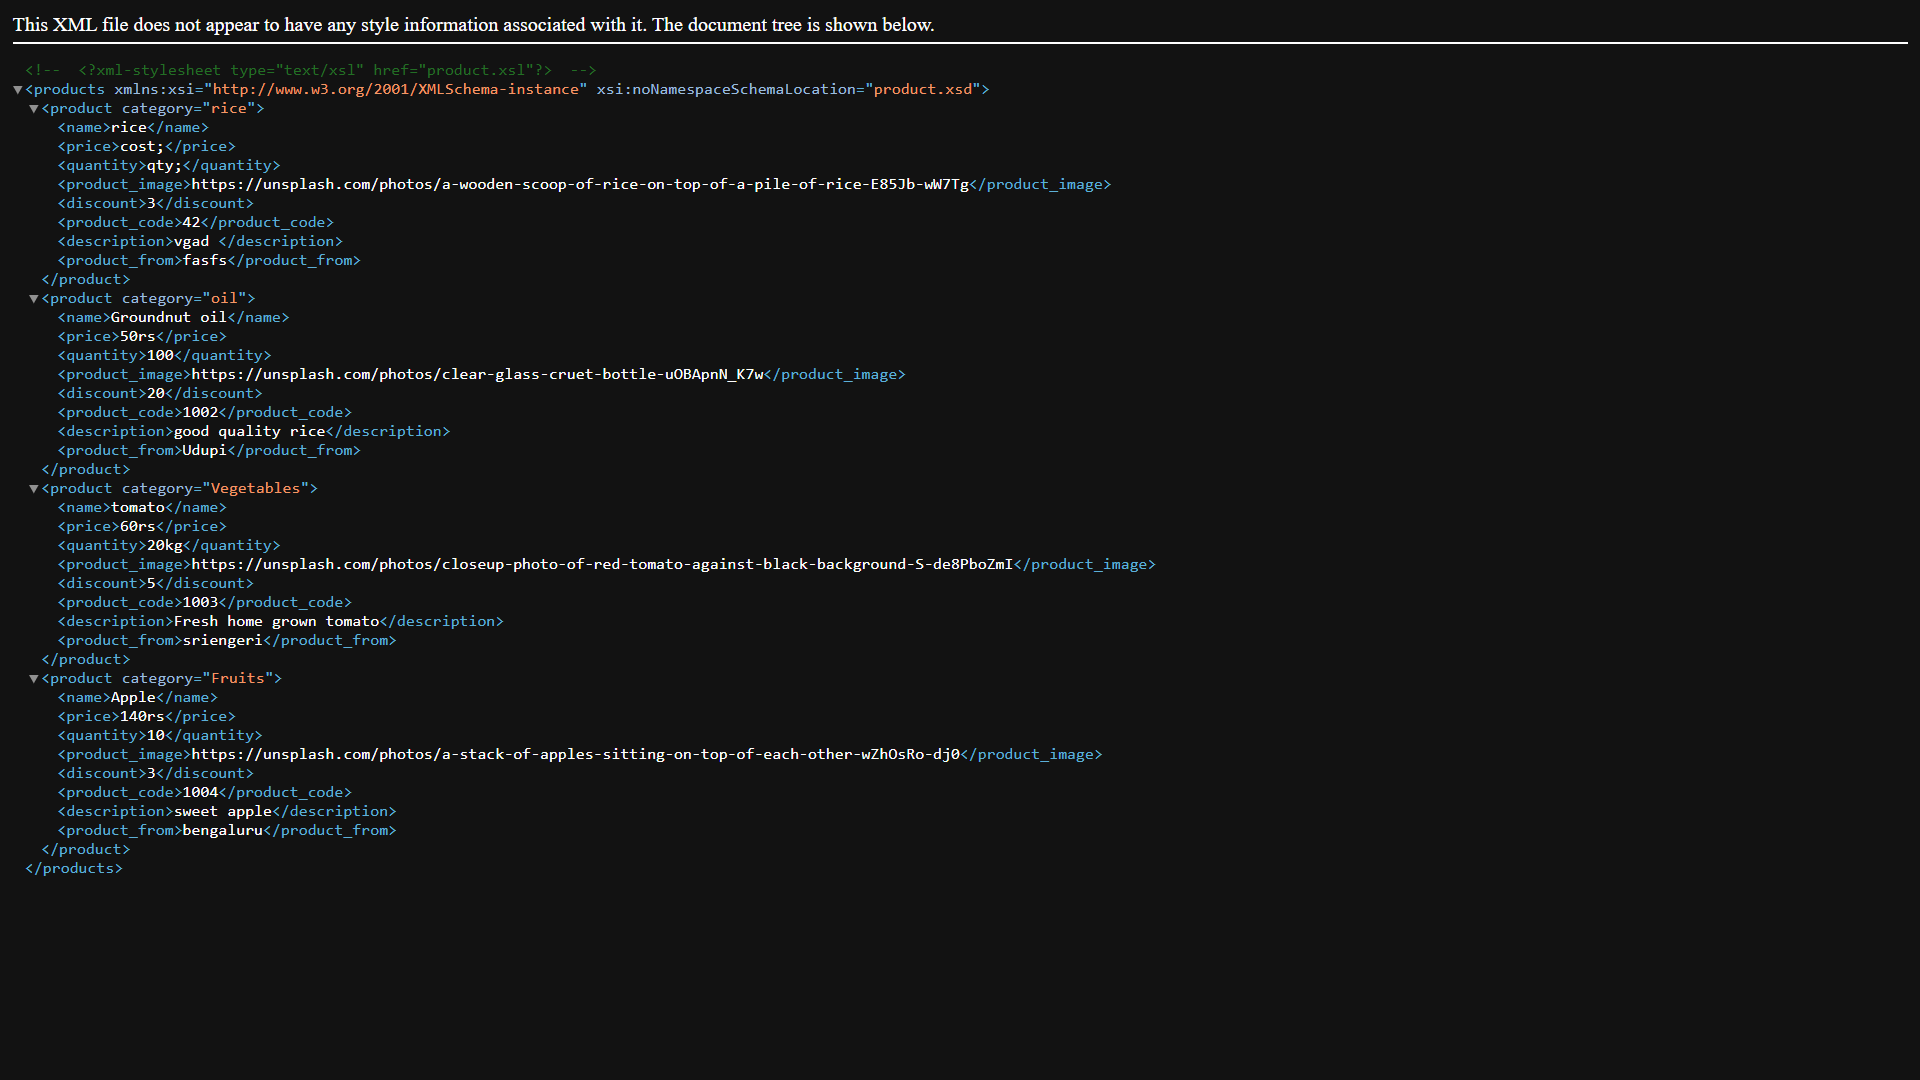 This XML file does not appear to have any style information associated with it. The document tree is shown below.
<!--  <?xml-stylesheet type="text/xsl" href="product.xsl"?>  -->
▼<products xmlns:xsi="http://www.w3.org/2001/XMLSchema-instance" xsi:noNamespaceSchemaLocation="product.xsd">
▼<product category="rice">
<name>rice</name>
<price>cost;</price>
<quantity>qty;</quantity>
<product_image>https://unsplash.com/photos/a-wooden-scoop-of-rice-on-top-of-a-pile-of-rice-E85Jb-wW7Tg</product_image>
<discount>3</discount>
<product_code>42</product_code>
<description>vgad </description>
<product_from>fasfs</product_from>
</product>
▼<product category="oil">
<name>Groundnut oil</name>
<price>50rs</price>
<quantity>100</quantity>
<product_image>https://unsplash.com/photos/clear-glass-cruet-bottle-uOBApnN_K7w</product_image>
<discount>20</discount>
<product_code>1002</product_code>
<description>good quality rice</description>
<product_from>Udupi</product_from>
</product>
▼<product category="Vegetables">
<name>tomato</name>
<price>60rs</price>
<quantity>20kg</quantity>
<product_image>https://unsplash.com/photos/closeup-photo-of-red-tomato-against-black-background-S-de8PboZmI</product_image>
<discount>5</discount>
<product_code>1003</product_code>
<description>Fresh home grown tomato</description>
<product_from>sriengeri</product_from>
</product>
▼<product category="Fruits">
<name>Apple</name>
<price>140rs</price>
<quantity>10</quantity>
<product_image>https://unsplash.com/photos/a-stack-of-apples-sitting-on-top-of-each-other-wZhOsRo-dj0</product_image>
<discount>3</discount>
<product_code>1004</product_code>
<description>sweet apple</description>
<product_from>bengaluru</product_from>
</product>
</products>